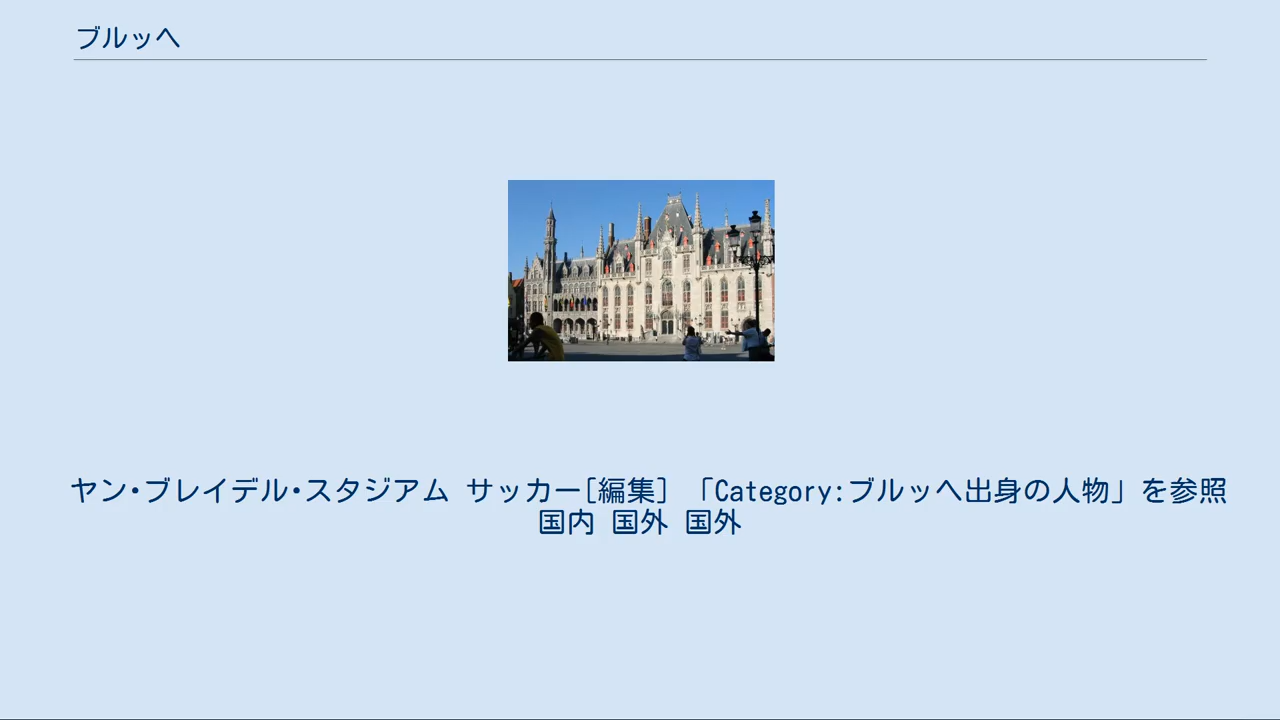 ブルッヘ
ヤン・ブレイデル・スタジアム サッカー[編集] 「Category:ブルッヘ出身の人物」を参照
国内 国外 国外